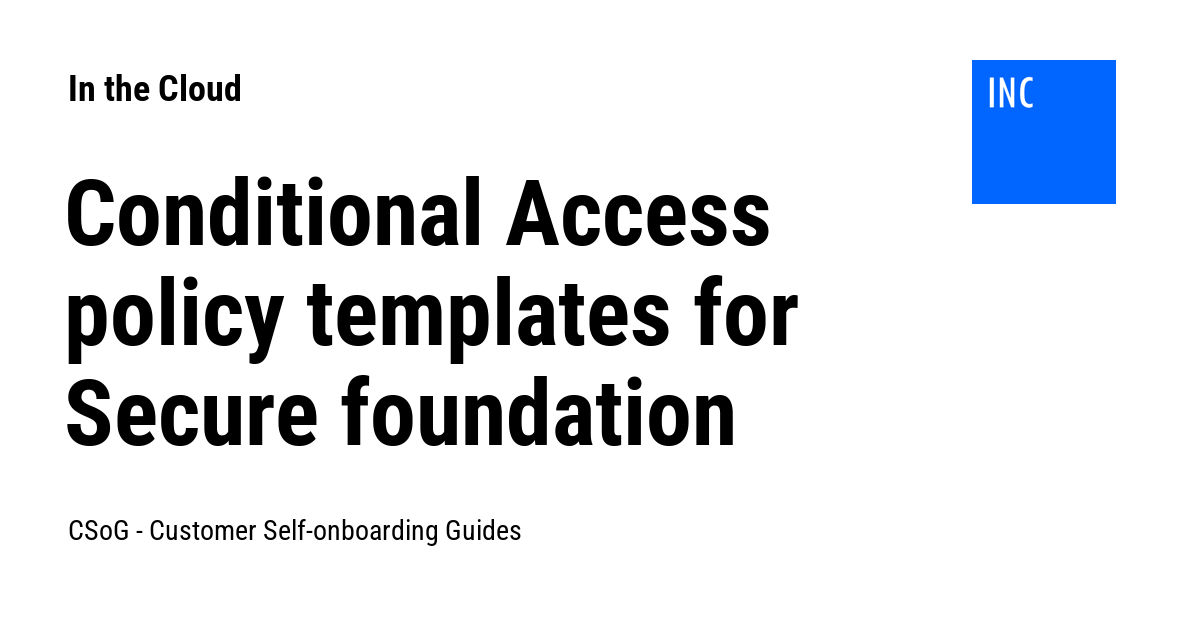 In the Cloud
INC
Conditional Access
policy templates for
Secure foundation
CSoG - Customer Self-onboarding Guides